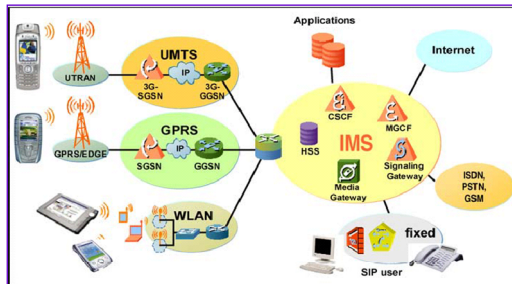 Applications
UMTS
Internet
IP
UTRAN
3G-
SGSN
3G-
GGSN
CSCF
MGCF
GPRS
IMS
HSS
IP
GPRS/EDGE
SGSN
GGSN
Signaling
Gateway
Media
Gateway
ISDN,
PSTN,
GSM
WLAN
fixed
SIP user